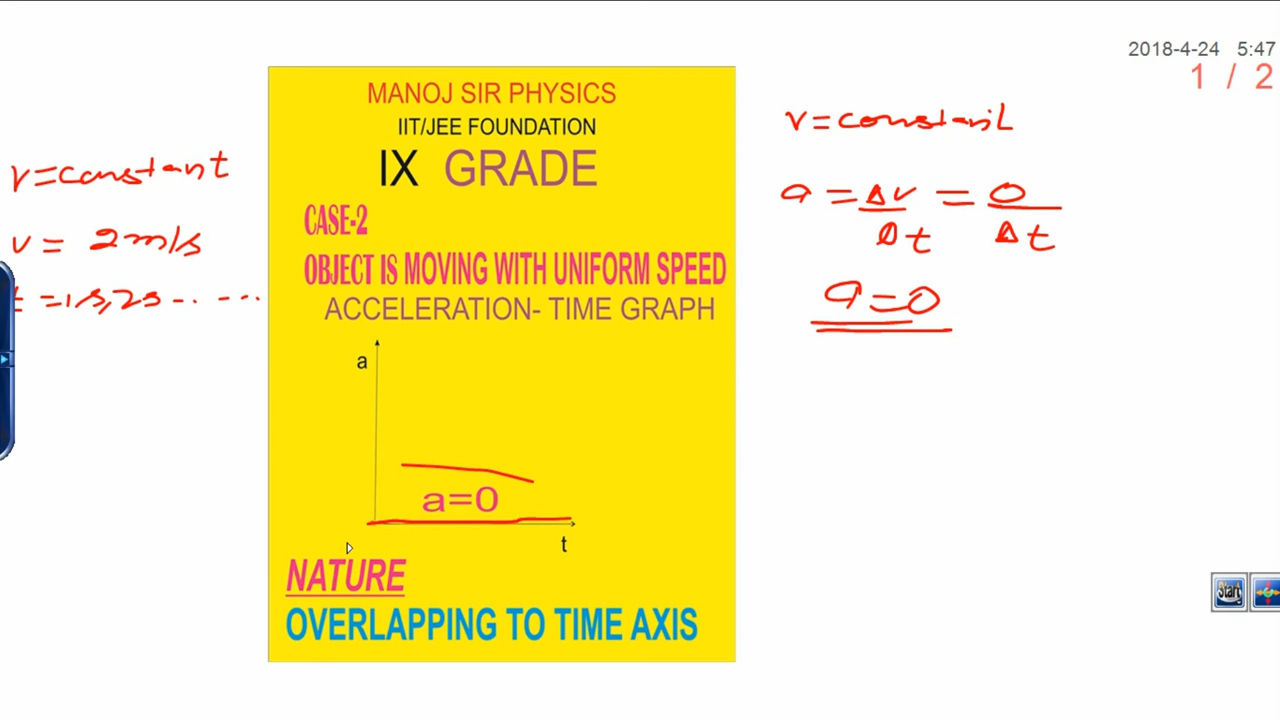 2018-4-24 5:47
1 / 2
MANOJ SIR PHYSICS
IIT/JEE FOUNDATION
IX GRADE
CASE-2
OBJECT IS MOVING WITH UNIFORM SPEED
ACCELERATION- TIME GRAPH
a
a=0
t
NATURE
OVERLAPPING TO TIME AXIS
v=constant
v= 2m/s
t =1s,2s -.. -...
v=constant
a = Δv/Δt = 0/Δt
a=0
Start